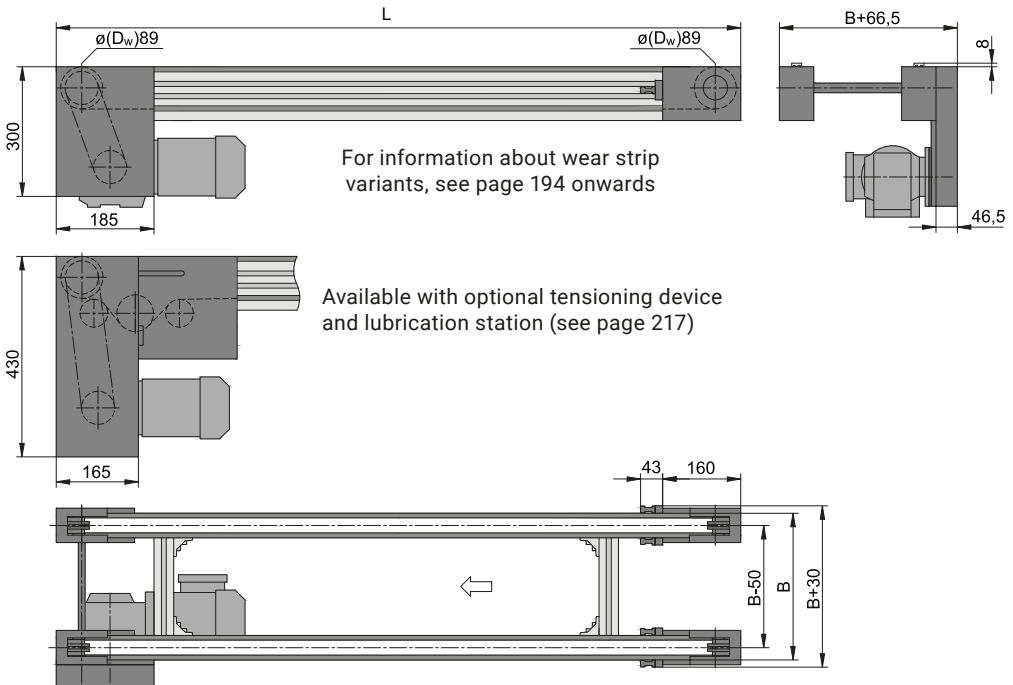 L
B+66,5
ø(Dw)89
ø(Dw)89
8
300
For information about wear strip
variants, see page 194 onwards
185
46,5
Available with optional tensioning device
and lubrication station (see page 217)
430
165
43
160
B-50
B
B+30